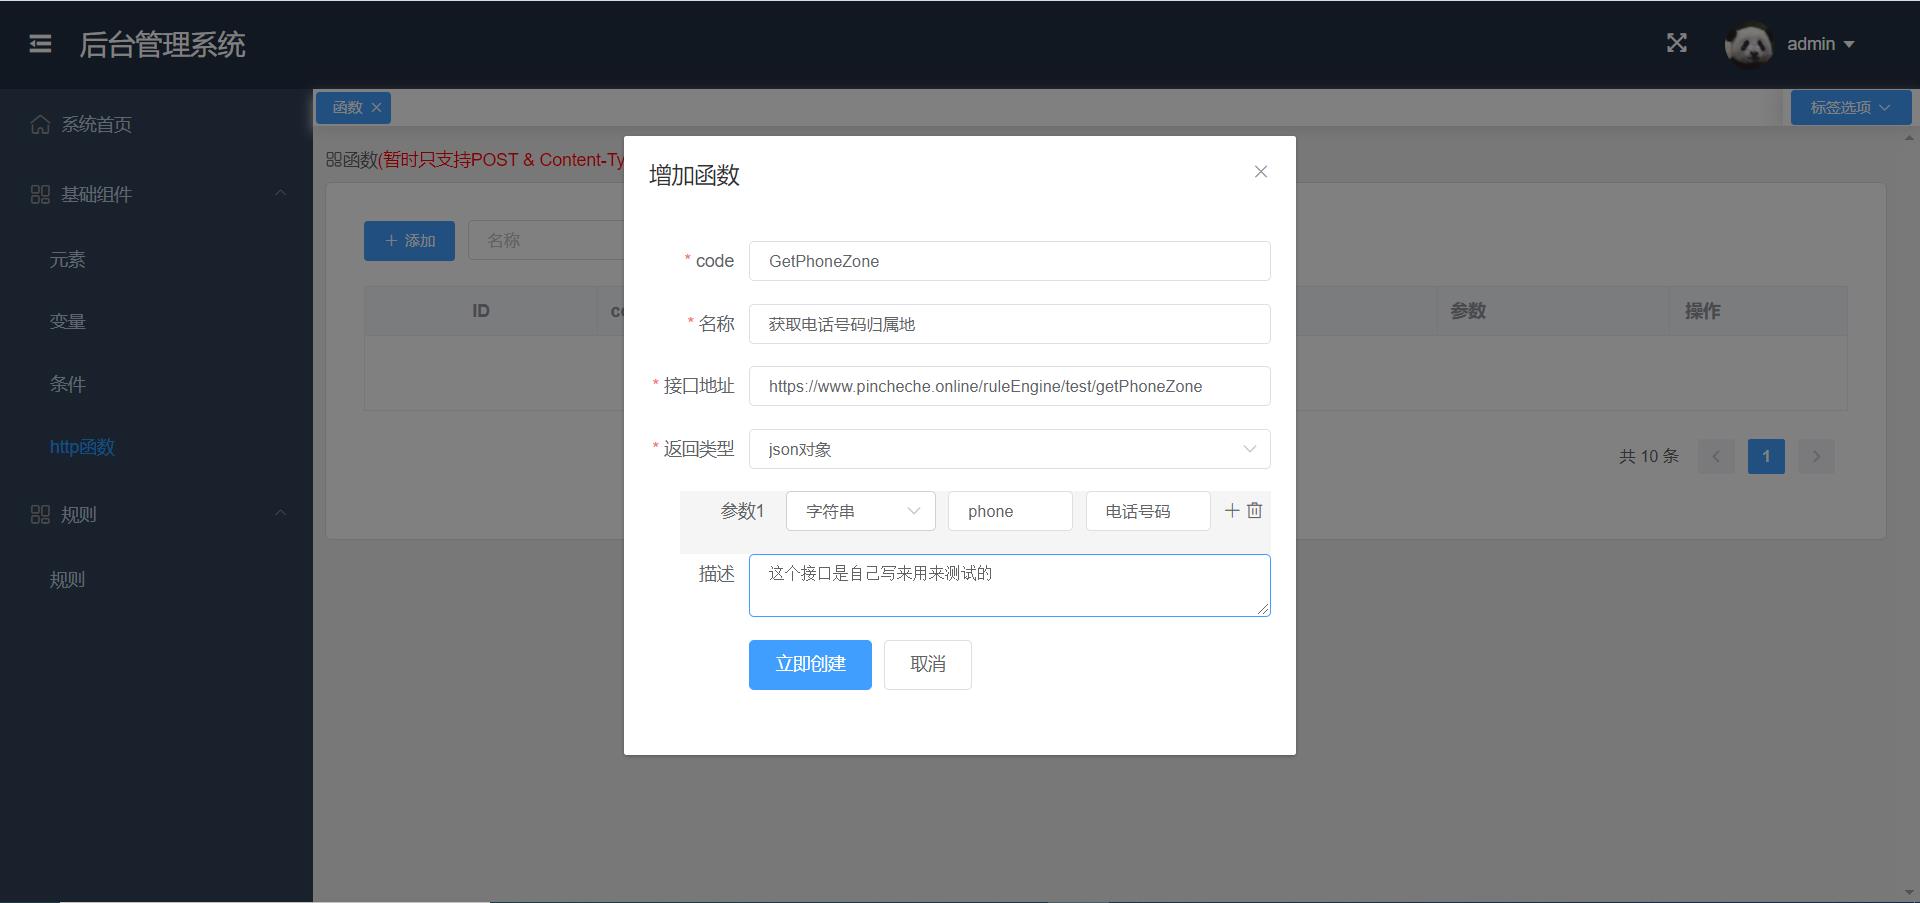 后台管理系统
admin
系统首页
基础组件
元素
变量
条件
http函数
规则
规则
函数
标签选项
函数(暂时只支持POST & Content-Ty
添加
名称
ID
参数
操作
共 10 条
1
增加函数
* code
GetPhoneZone
* 名称
获取电话号码归属地
* 接口地址
https://www.pincheche.online/ruleEngine/test/getPhoneZone
* 返回类型
json对象
参数1 字符串 phone 电话号码
描述
这个接口是自己写来用来测试的
立即创建 取消